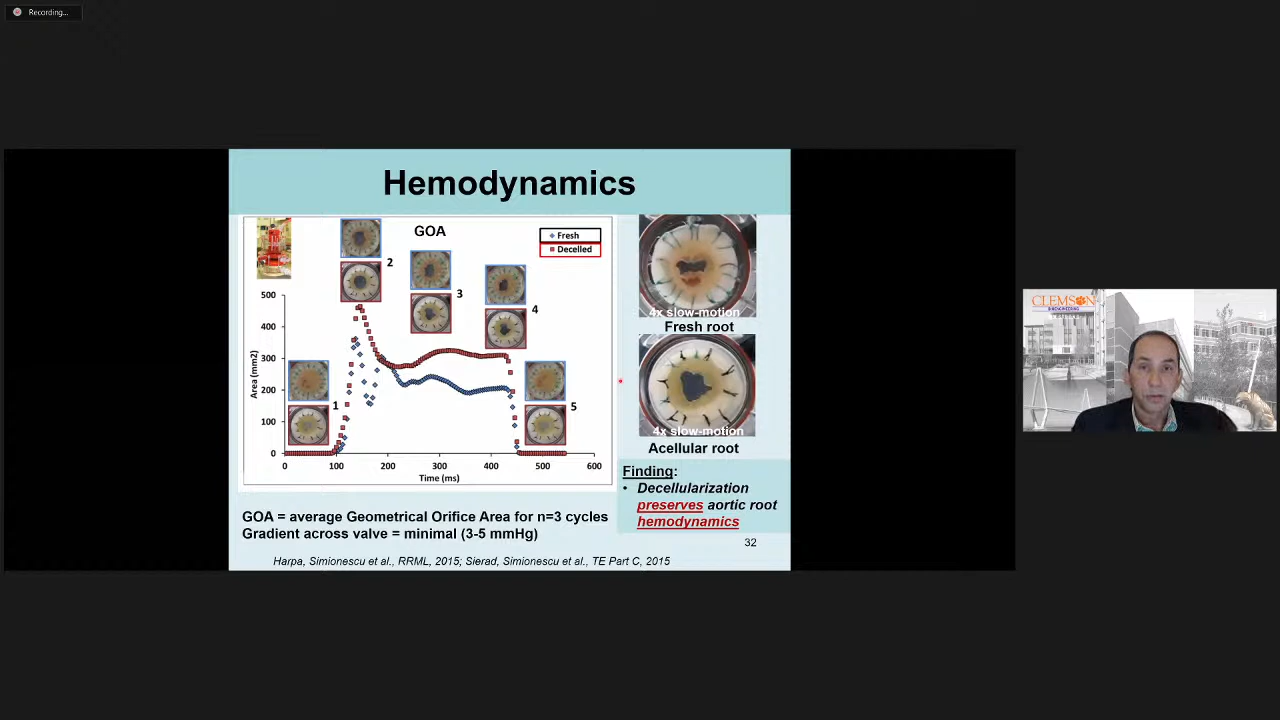 Recording...
Hemodynamics
GOA
Fresh
Decelled
2
3
4
1
5
500
400
300
200
100
0
Area (mm2)
0 100 200 300 400 500 600
Time (ms)
4x slow-motion
Fresh root
4x slow-motion
Acellular root
Finding:
• Decellularization
preserves aortic root
hemodynamics
GOA = average Geometrical Orifice Area for n=3 cycles
Gradient across valve = minimal (3-5 mmHg)
32
Harpa, Simionescu et al., RRML, 2015; Sierad, Simionescu et al., TE Part C, 2015
CLEMSON
BIOENGINEERING